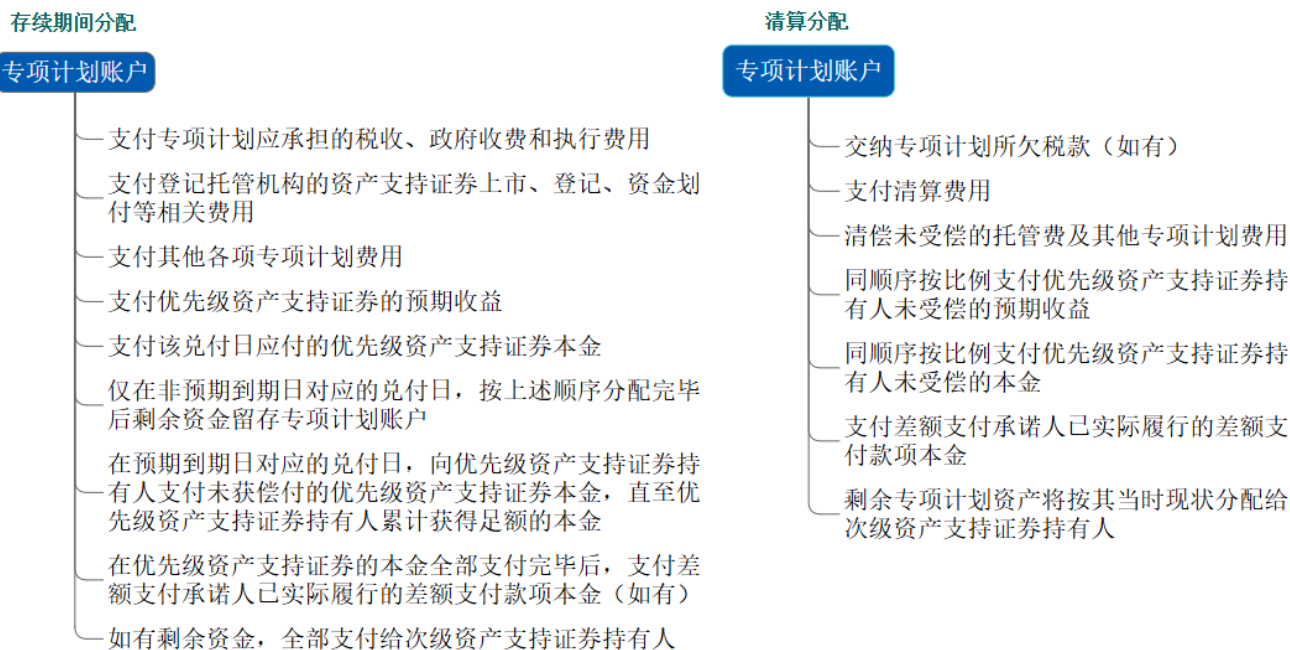 存续期间分配
专项计划账户
支付专项计划应承担的税收、政府收费和执行费用
支付登记托管机构的资产支持证券上市、登记、资金划
付等相关费用
支付其他各项专项计划费用
支付优先级资产支持证券的预期收益
支付该兑付日应付的优先级资产支持证券本金
仅在非预期到期日对应的兑付日，按上述顺序分配完毕
后剩余资金留存专项计划账户
在预期到期日对应的兑付日，向优先级资产支持证券持
有人支付未获偿付的优先级资产支持证券本金，直至优
先级资产支持证券持有人累计获得足额的本金
在优先级资产支持证券的本金全部支付完毕后，支付差
额支付承诺人已实际履行的差额支付款项本金（如有）
如有剩余资金，全部支付给次级资产支持证券持有人
清算分配
专项计划账户
交纳专项计划所欠税款（如有）
支付清算费用
清偿未受偿的托管费及其他专项计划费用
同顺序按比例支付优先级资产支持证券持
有人未受偿的预期收益
同顺序按比例支付优先级资产支持证券持
有人未受偿的本金
支付差额支付承诺人已实际履行的差额支
付款项本金
剩余专项计划资产将按其当时现状分配给
次级资产支持证券持有人